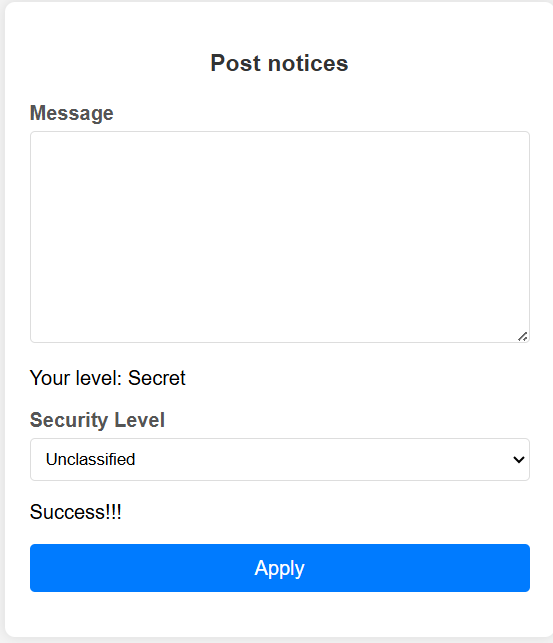 Post notices
Message
Your level: Secret
Security Level
Unclassified
Success!!!
Apply